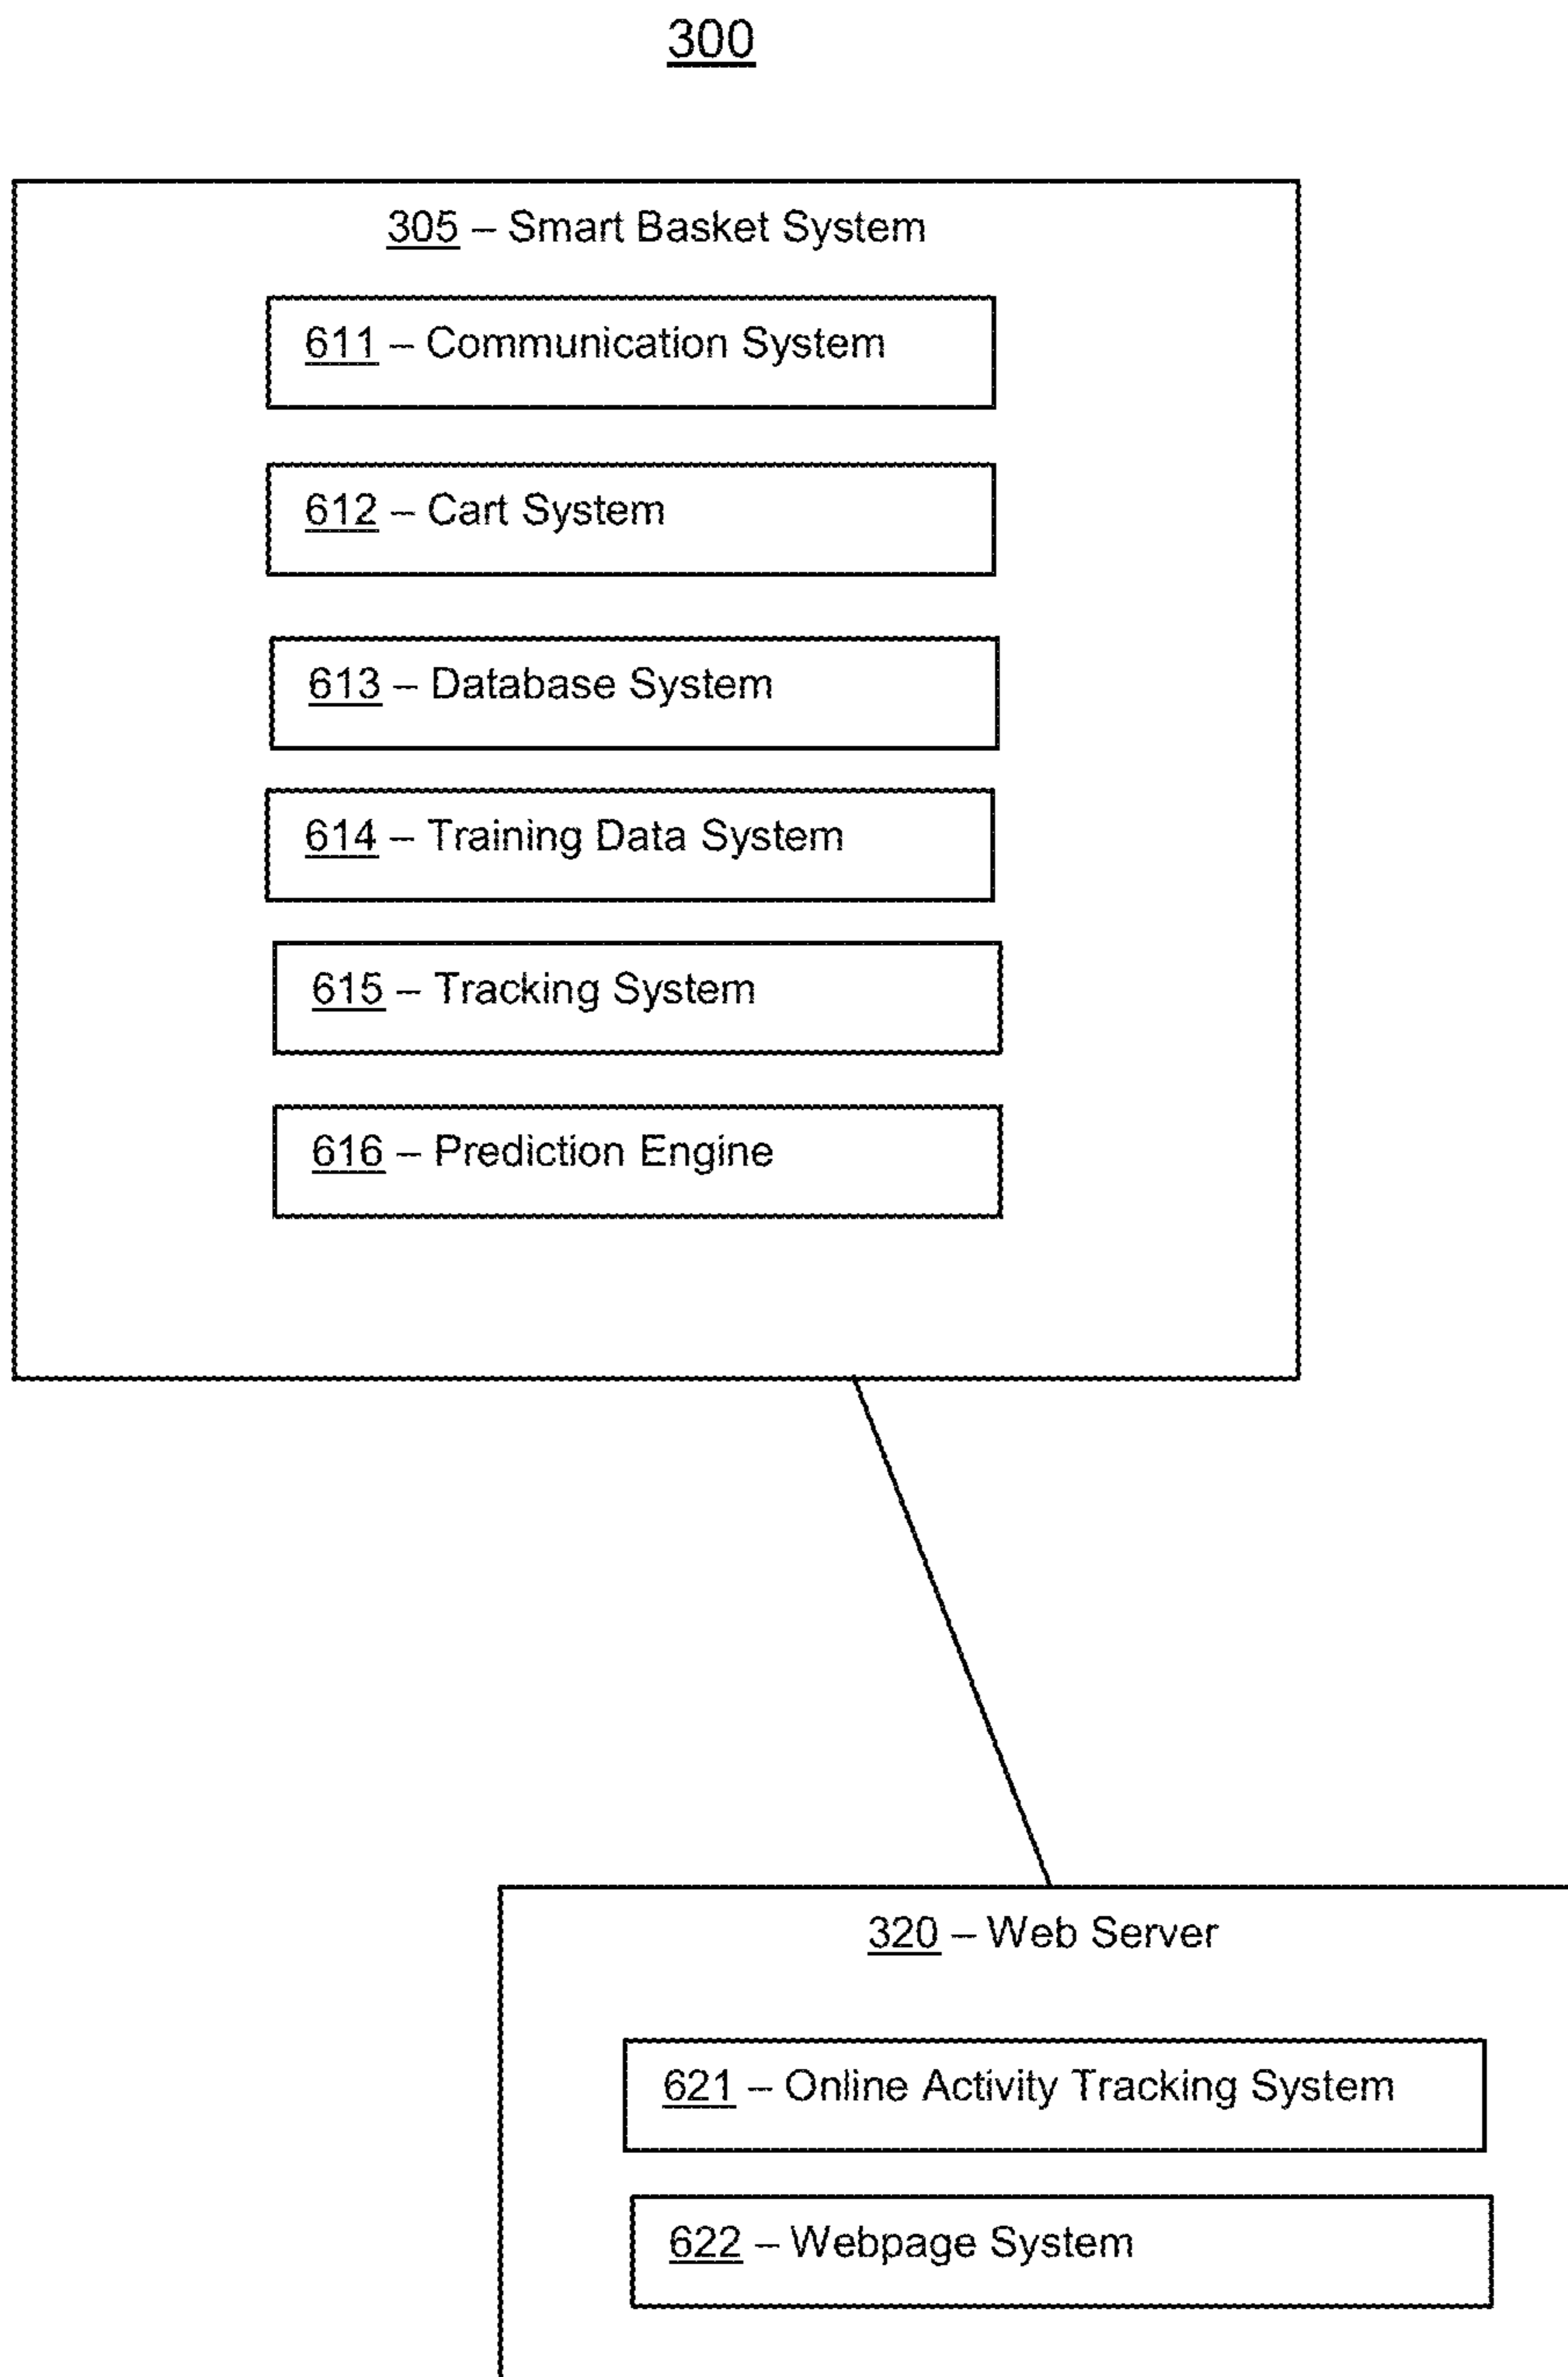 300
305 – Smart Basket System
611 – Communication System
612 – Cart System
613 – Database System
614 – Training Data System
615 – Tracking System
616 – Prediction Engine
320 – Web Server
621 – Online Activity Tracking System
622 – Webpage System